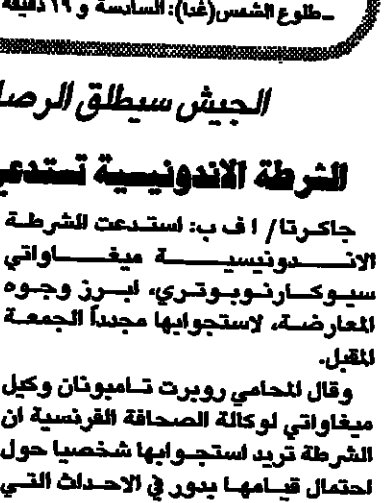 ـ طلوع الشمس(غدا): السادسة و ١٩ دقيقة
الجيش سيطلق الرصا
الشرطة الاندونيسية تستدعي
جاكرتا/ ا ف ب: استدعت الشرطة
الاندونيسية ميغاواتي
سيوكارنوبوتري، ابرز وجوه
المعارضة، لاستجوابها مجدداً الجمعة
المقبل.
وقال المحامي روبرت تامبونان وكيل
ميغاواتي لوكالة الصحافة الفرنسية ان
الشرطة تريد استجوابها شخصيا حول
احتمال قيامها بدور في الاحداث التي